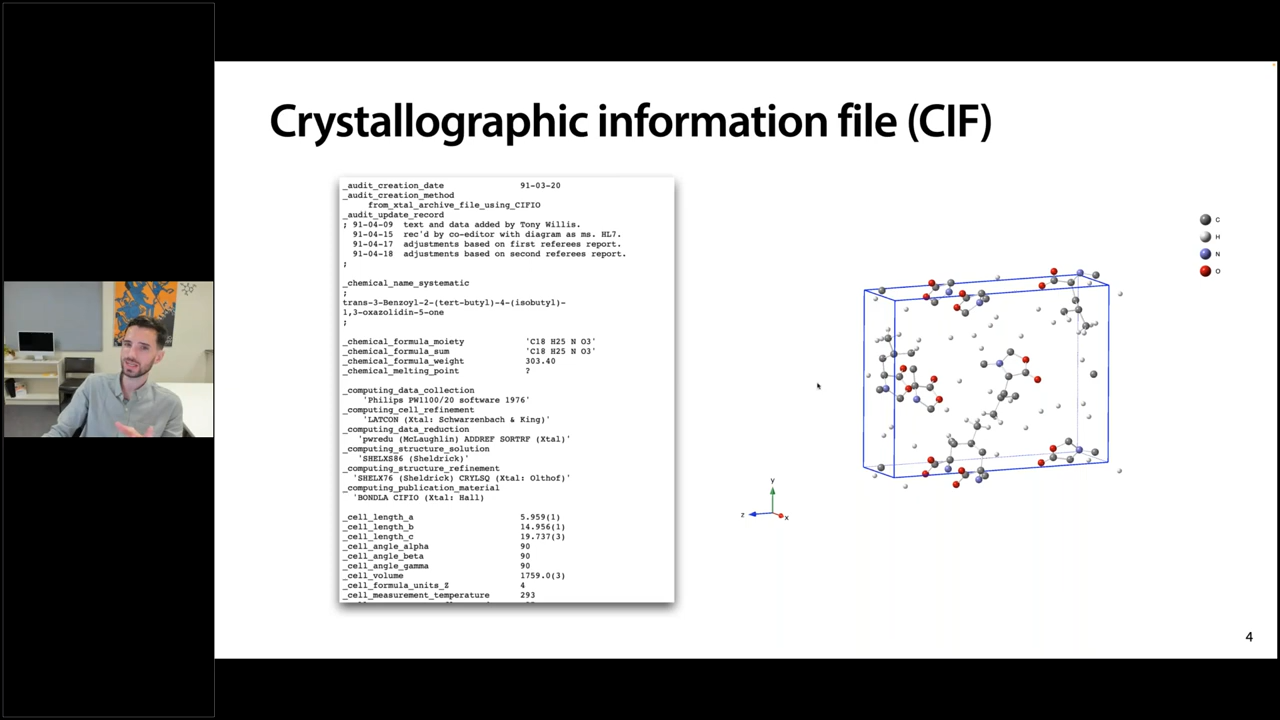 Crystallographic information file (CIF)
_audit_creation_date 91-03-20
_audit_creation_method
from_xtal_archive_file_using_CIFIO
_audit_update_record
; 91-04-09 text and data added by Tony Willis.
91-04-15 rec'd by co-editor with diagram as ms. HL7.
91-04-17 adjustments based on first referees report.
91-04-18 adjustments based on second referees report.
;
_chemical_name_systematic
;
trans-3-Benzoyl-2-(tert-butyl)-4-(isobutyl)-
1,3-oxazolidin-5-one
;
_chemical_formula_moiety 'C18 H25 N O3'
_chemical_formula_sum 'C18 H25 N O3'
_chemical_formula_weight 303.40
_chemical_melting_point ?
_computing_data_collection
'Philips PW1100/20 software 1976'
_computing_cell_refinement
'LATCON (Xtal: Schwarzenbach & King)'
_computing_data_reduction
'pwredu (McLaughlin) ADDREF SORTRF (Xtal)'
_computing_structure_solution
'SHELXS86 (Sheldrick)'
_computing_structure_refinement
'SHELX76 (Sheldrick) CRYLSQ (Xtal: Olthof)'
_computing_publication_material
'BONDLA CIFIO (Xtal: Hall)
_cell_length_a 5.959(1)
_cell_length_b 14.956(1)
_cell_length_c 19.737(3)
_cell_angle_alpha 90
_cell_angle_beta 90
_cell_angle_gamma 90
_cell_volume 1759.0(3)
_cell_formula_units_Z 4
_cell_measurement_temperature 293
C
H
N
O
y
z
x
4